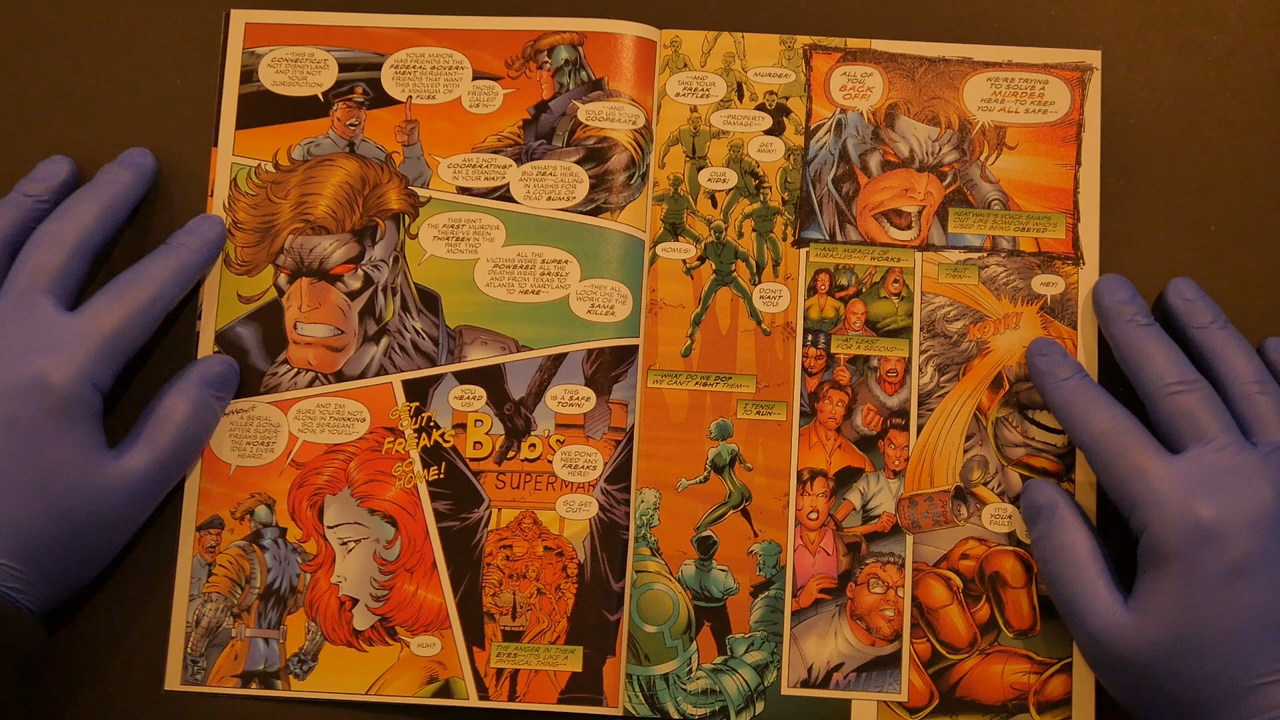 --THIS IS
CONNECTICUT,
NOT DISNEYLAND
AND IT'S NOT
YOUR
JURISDICTION!
YOUR MAYOR
HAS FRIENDS IN THE
FEDERAL GOVERN-
MENT, SERGEANT--
FRIENDS THAT WANT
THIS SOLVED WITH
A MINIMUM OF
FUSS.
THOSE
FRIENDS
CALLED
US IN--
--AND
TOLD US YOU'D
COOPERATE.
AM I NOT
COOPERATING?
AM I STANDING
IN YOUR WAY?
WHAT'S THE
BIG DEAL HERE,
ANYWAY--CALLING
IN MASKS FOR
A COUPLE OF
DEAD BUMS?
THIS ISN'T
THE FIRST MURDER.
THERE'VE BEEN
THIRTEEN IN THE
PAST TWO
MONTHS.
ALL THE
VICTIMS WERE SUPER-
POWERED ALL THE
DEATHS WERE GRISLY.
AND FROM TEXAS TO
ATLANTA TO MARYLAND
TO HERE--
--THEY ALL
LOOK LIKE THE
WORK OF THE
SAME
KILLER.
A SERIAL
KILLER GOING
AFTER SUPER-
FREAKS ISN'T
THE WORST
IDEA I EVER
HEARD..
AND I'M
SURE YOU'RE NOT
ALONE IN THINKING
SO, SERGEANT.
NOW, IF YOU'LL--
HUH?
GET
OUT!
FREAKS
GO
HOME!
YOU
HEARD
US!
THIS
IS A SAFE
TOWN!
Bob's
SUPERMAR
WE DON'T
NEED ANY
FREAKS
HERE!
SO GET
OUT--
THE ANGER IN THEIR
EYES--IT'S LIKE A
PHYSICAL THING--
--AND
TAKE YOUR
FREAK
BATTLES--
MURDER!
--PROPERTY
DAMAGE--
GET
AWAY!
OUR
KIDS!
HOMES!
DON'T
WANT
YOU!
--WHAT DO WE DO?
WE CAN'T FIGHT THEM--
I TENSE
TO RUN--
ALL OF
YOU,
BACK
OFF!
WE'RE TRYING
TO SOLVE A
MURDER
HERE--TO KEEP
YOU ALL SAFE--
HEATWAVE'S VOICE SNAPS
OUT LIKE SOMEONE WHO'S
USED TO BEING OBEYED--
--AND, MIRACLE OF
MIRACLES--IT WORKS--
--AT LEAST
FOR A SECOND--
MILK
--BUT
THEN--
HEY!
KONK!
IT'S
YOUR
FAULT!